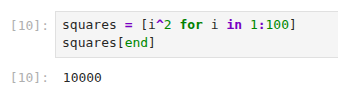 [10]: squares = [i^2 for i in 1:100]
squares[end]
[10]: 10000